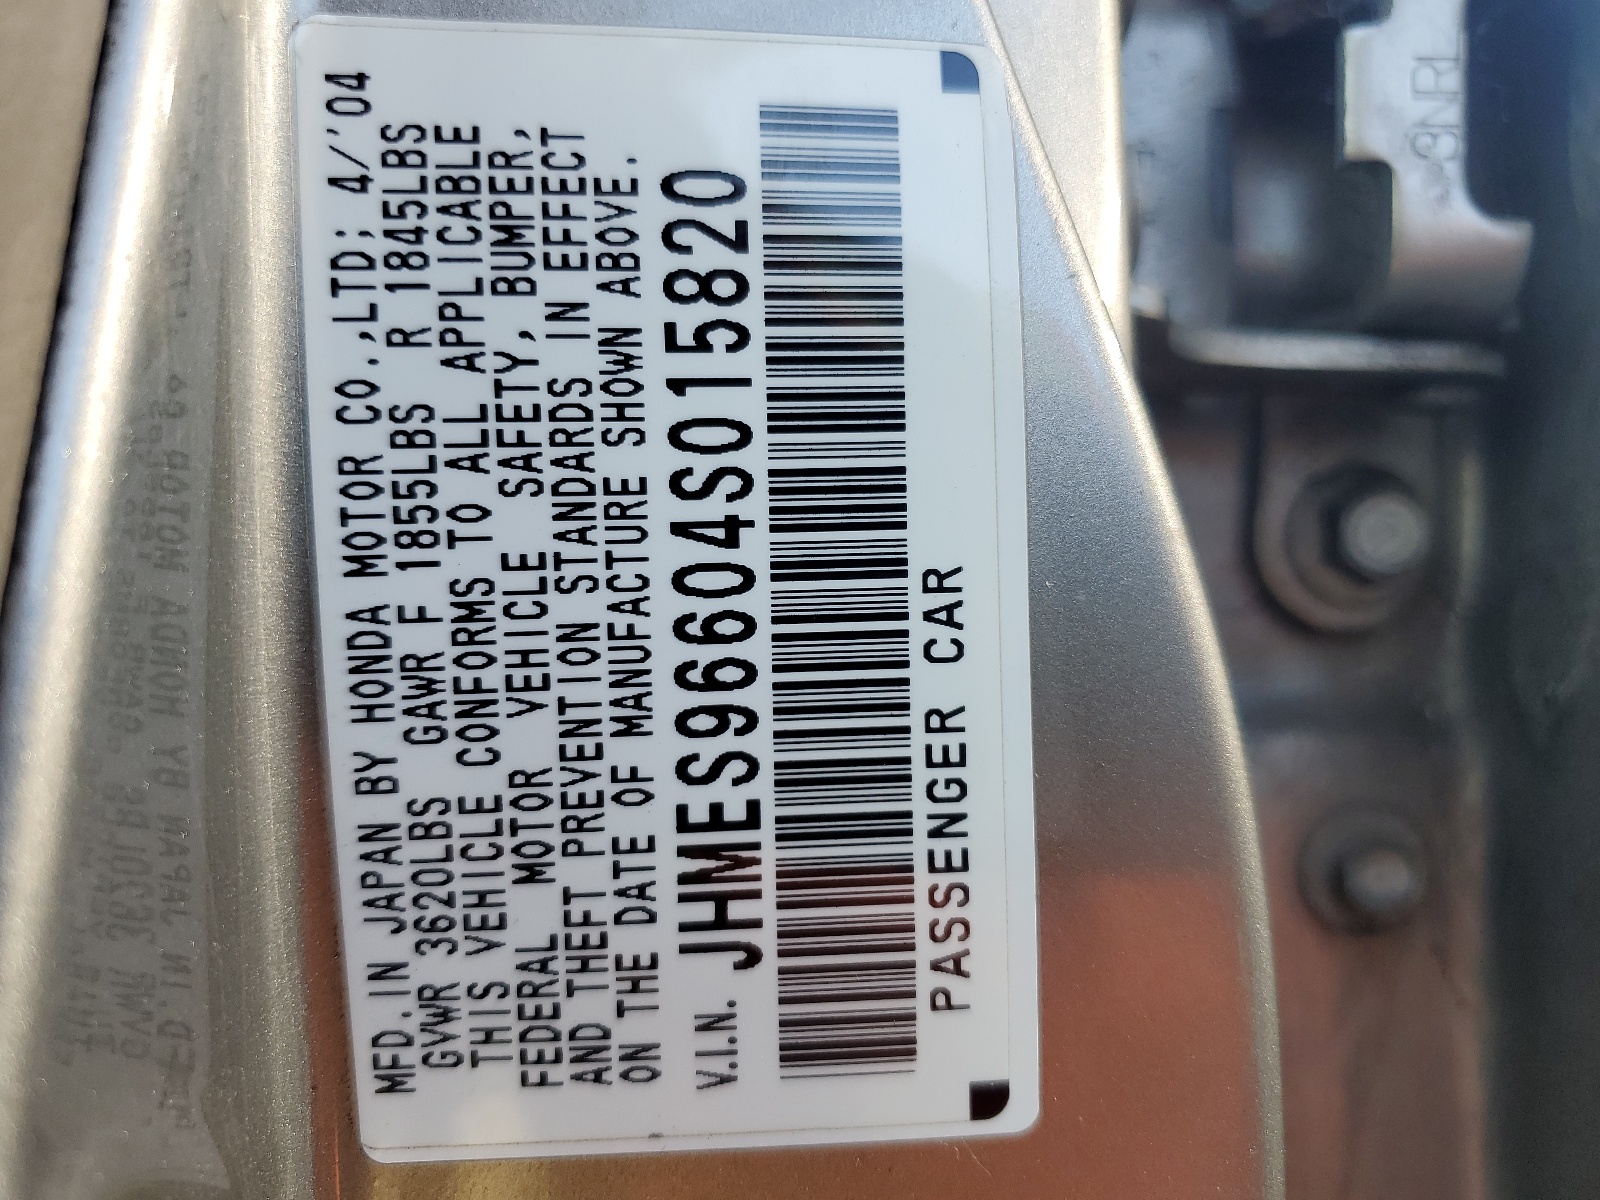 MFD. IN JAPAN BY HONDA MOTOR CO.,LTD; 4/'04
GVWR 3620LBS GAWR F 1855LBS R 1845LBS
THIS VEHICLE CONFORMS TO ALL APPLICABLE
FEDERAL MOTOR VEHICLE SAFETY, BUMPER,
AND THEFT PREVENTION STANDARDS IN EFFECT
ON THE DATE OF MANUFACTURE SHOWN ABOVE.
V.I.N. JHMES96604S015820
PASSENGER CAR